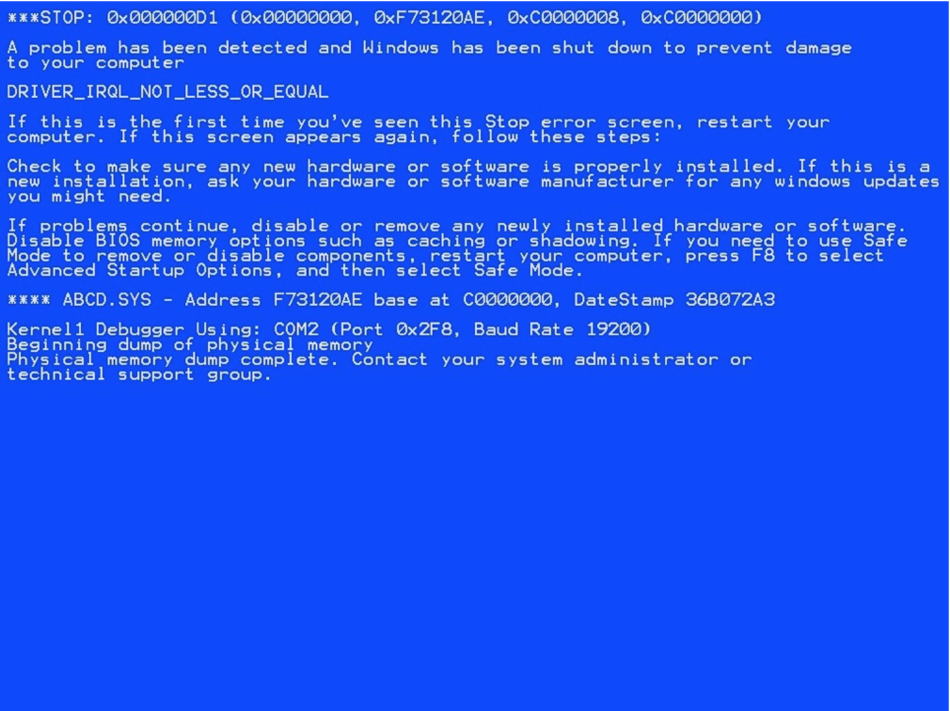 ***STOP: 0x000000D1 (0x00000000, 0xF73120AE, 0xC0000008, 0xC0000000)
A problem has been detected and Windows has been shut down to prevent damage
to your computer
DRIVER_IRQL_NOT_LESS_OR_EQUAL
If this is the first time you've seen this Stop error screen, restart your
computer. If this screen appears again, follow these steps:
Check to make sure any new hardware or software is properly installed. If this is a
new installation, ask your hardware or software manufacturer for any windows updates
you might need.
If problems continue, disable or remove any newly installed hardware or software.
Disable BIOS memory options such as caching or shadowing. If you need to use Safe
Mode to remove or disable components, restart your computer, press F8 to select
Advanced Startup Options, and then select Safe Mode.
**** ABCD.SYS - Address F73120AE base at C0000000, DateStamp 36B072A3
Kernel1 Debugger Using: COM2 (Port 0x2F8, Baud Rate 19200)
Beginning dump of physical memory
Physical memory dump complete. Contact your system administrator or
technical support group.